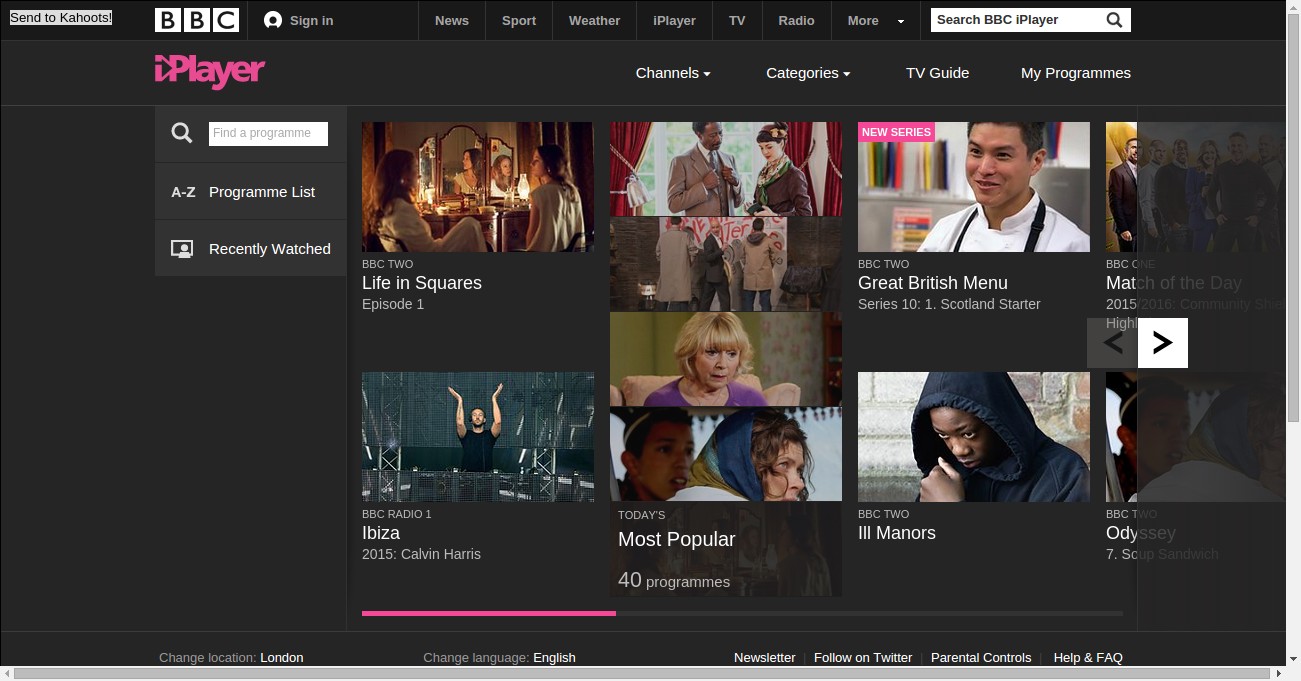 Send to Kahoots!
BBC
Sign in
News
Sport
Weather
iPlayer
TV
Radio
More
Search BBC iPlayer
iPlayer
Channels
Categories
TV Guide
My Programmes
Find a programme
A-Z
Programme List
Recently Watched
BBC TWO
Life in Squares
Episode 1
NEW SERIES
BBC TWO
Great British Menu
Series 10: 1. Scotland Starter
BBC ONE
Match of the Day
2015/2016: Community Shie
Highl
BBC RADIO 1
Ibiza
2015: Calvin Harris
TODAY'S
Most Popular
40 programmes
BBC TWO
Ill Manors
BBC TWO
Odyssey
7. Soup Sandwich
Change location: London
Change language: English
Newsletter
Follow on Twitter
Parental Controls
Help & FAQ